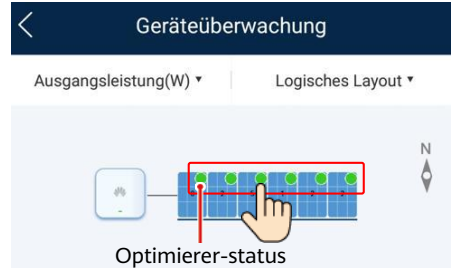 Geräteüberwachung
Ausgangsleistung(W) Logisches Layout
N
Optimierer-status